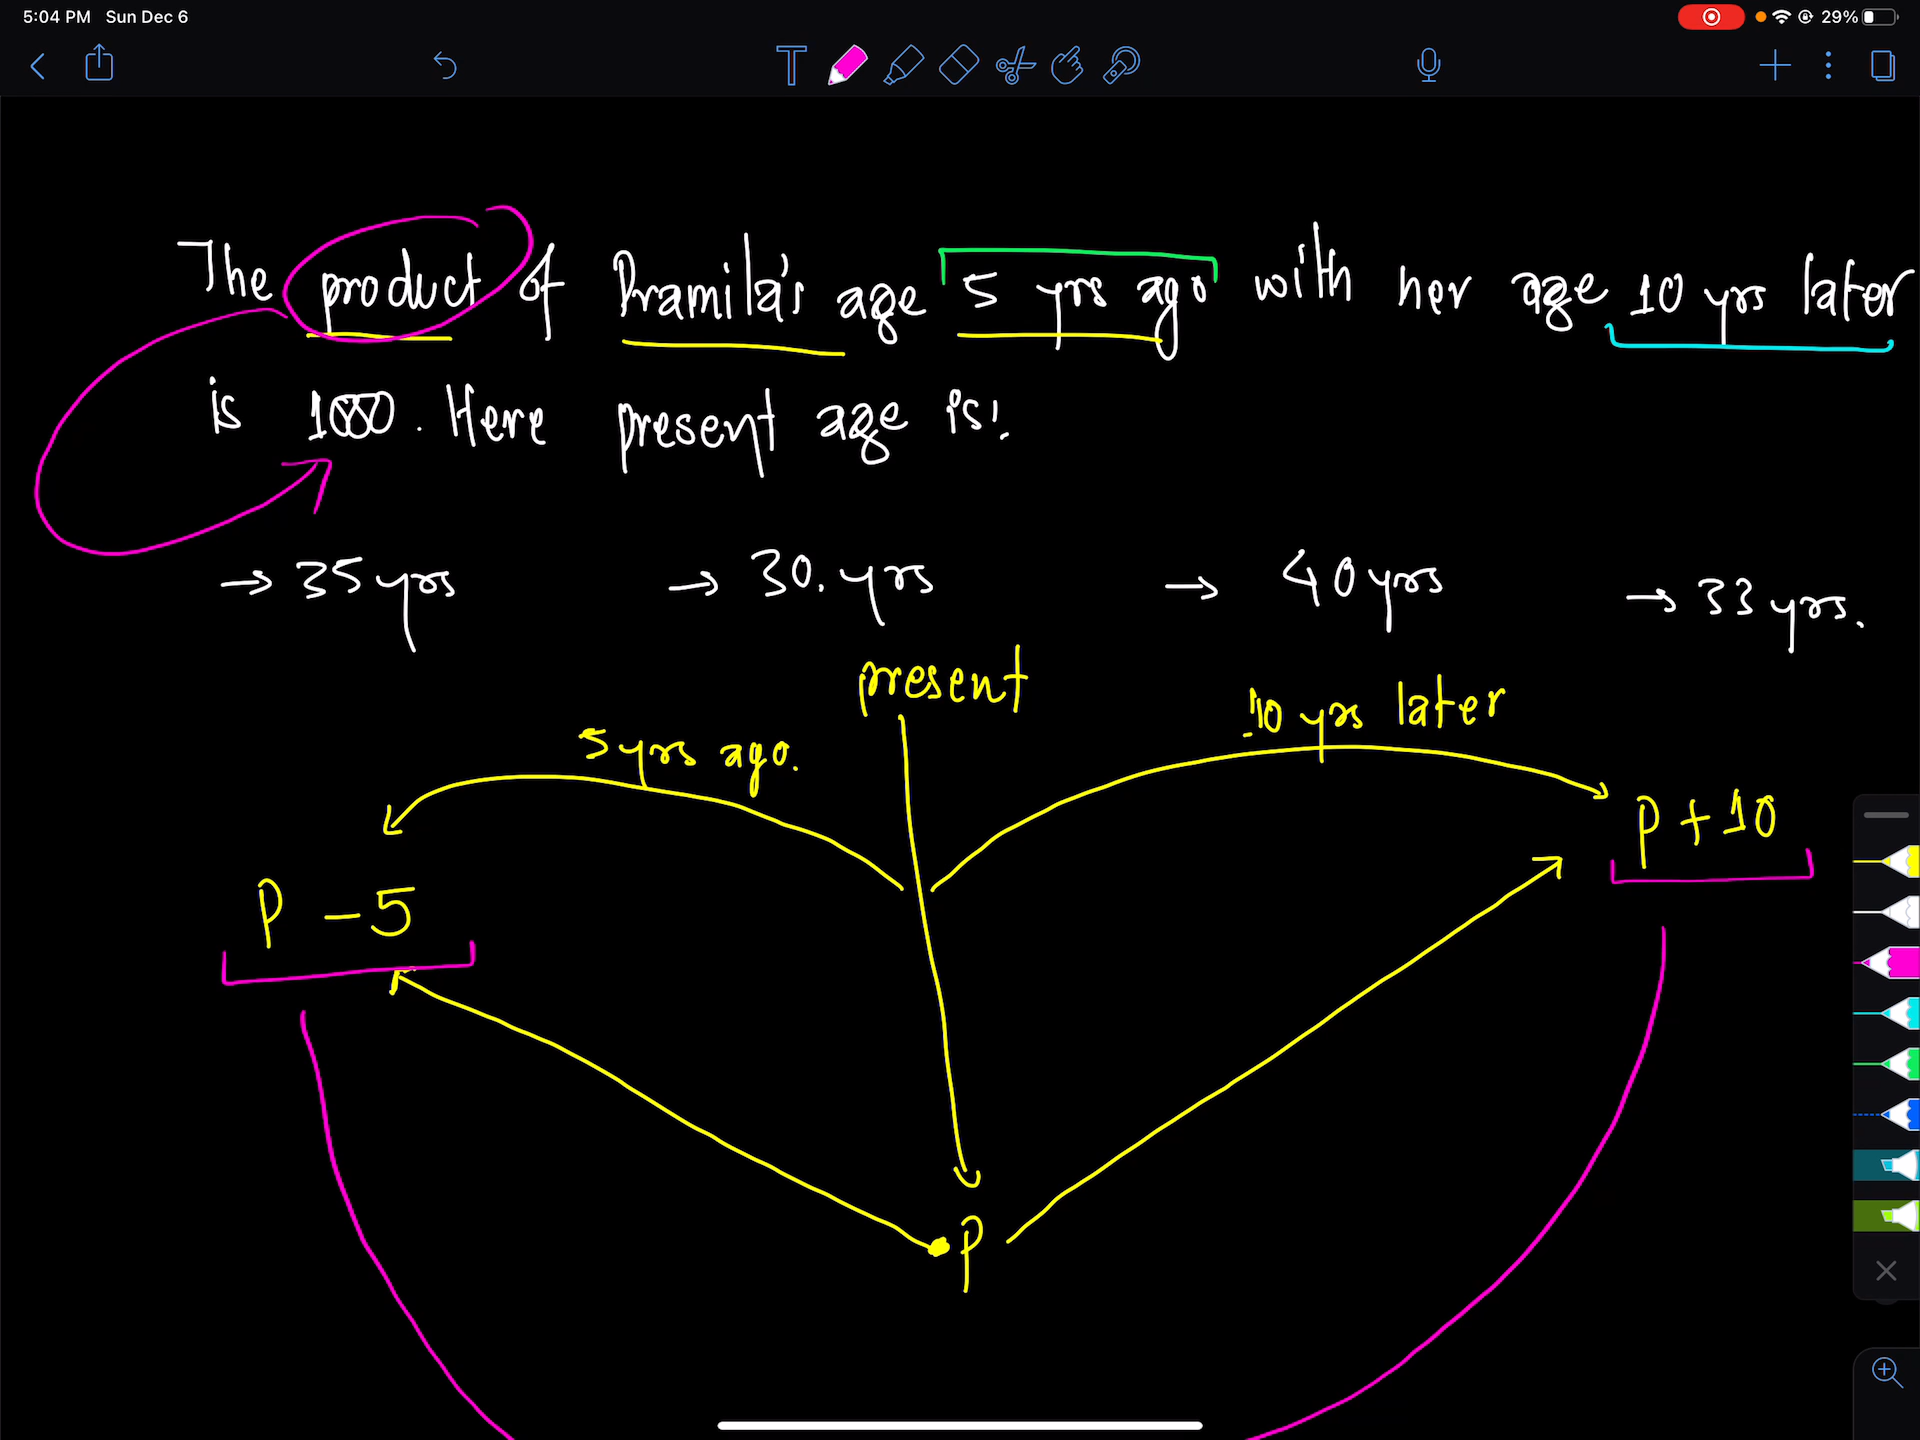 5:04 PM Sun Dec 6
29%
The product of Pramila's age 5 yrs ago with her age 10 yrs later
is 1000. Here present age is!
→ 35 yrs → 30. yrs → 40 yrs → 33 yrs.
present
5 yrs ago.
10 yrs later
P + 10
P - 5
P